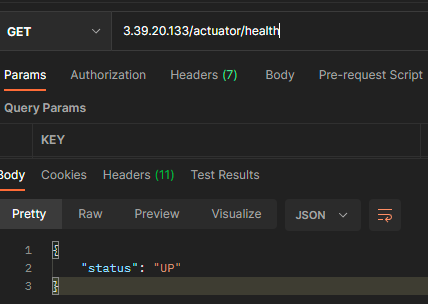 GET 3.39.20.133/actuator/health
Params Authorization Headers (7) Body Pre-request Script
Query Params
KEY
Body Cookies Headers (11) Test Results
Pretty Raw Preview Visualize JSON
1 {
2 "status": "UP"
3 }